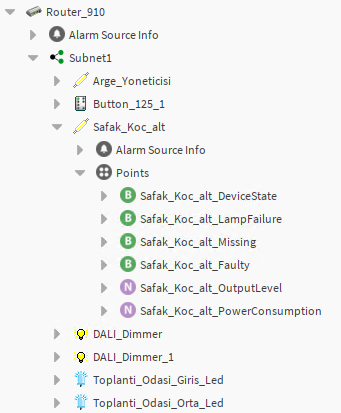 Router_910
Alarm Source Info
Subnet1
Arge_Yoneticisi
Button_125_1
Safak_Koc_alt
Alarm Source Info
Points
B Safak_Koc_alt_DeviceState
B Safak_Koc_alt_LampFailure
B Safak_Koc_alt_Missing
B Safak_Koc_alt_Faulty
N Safak_Koc_alt_OutputLevel
N Safak_Koc_alt_PowerConsumption
DALI_Dimmer
DALI_Dimmer_1
Toplanti_Odasi_Giris_Led
Toplanti_Odasi_Orta_Led